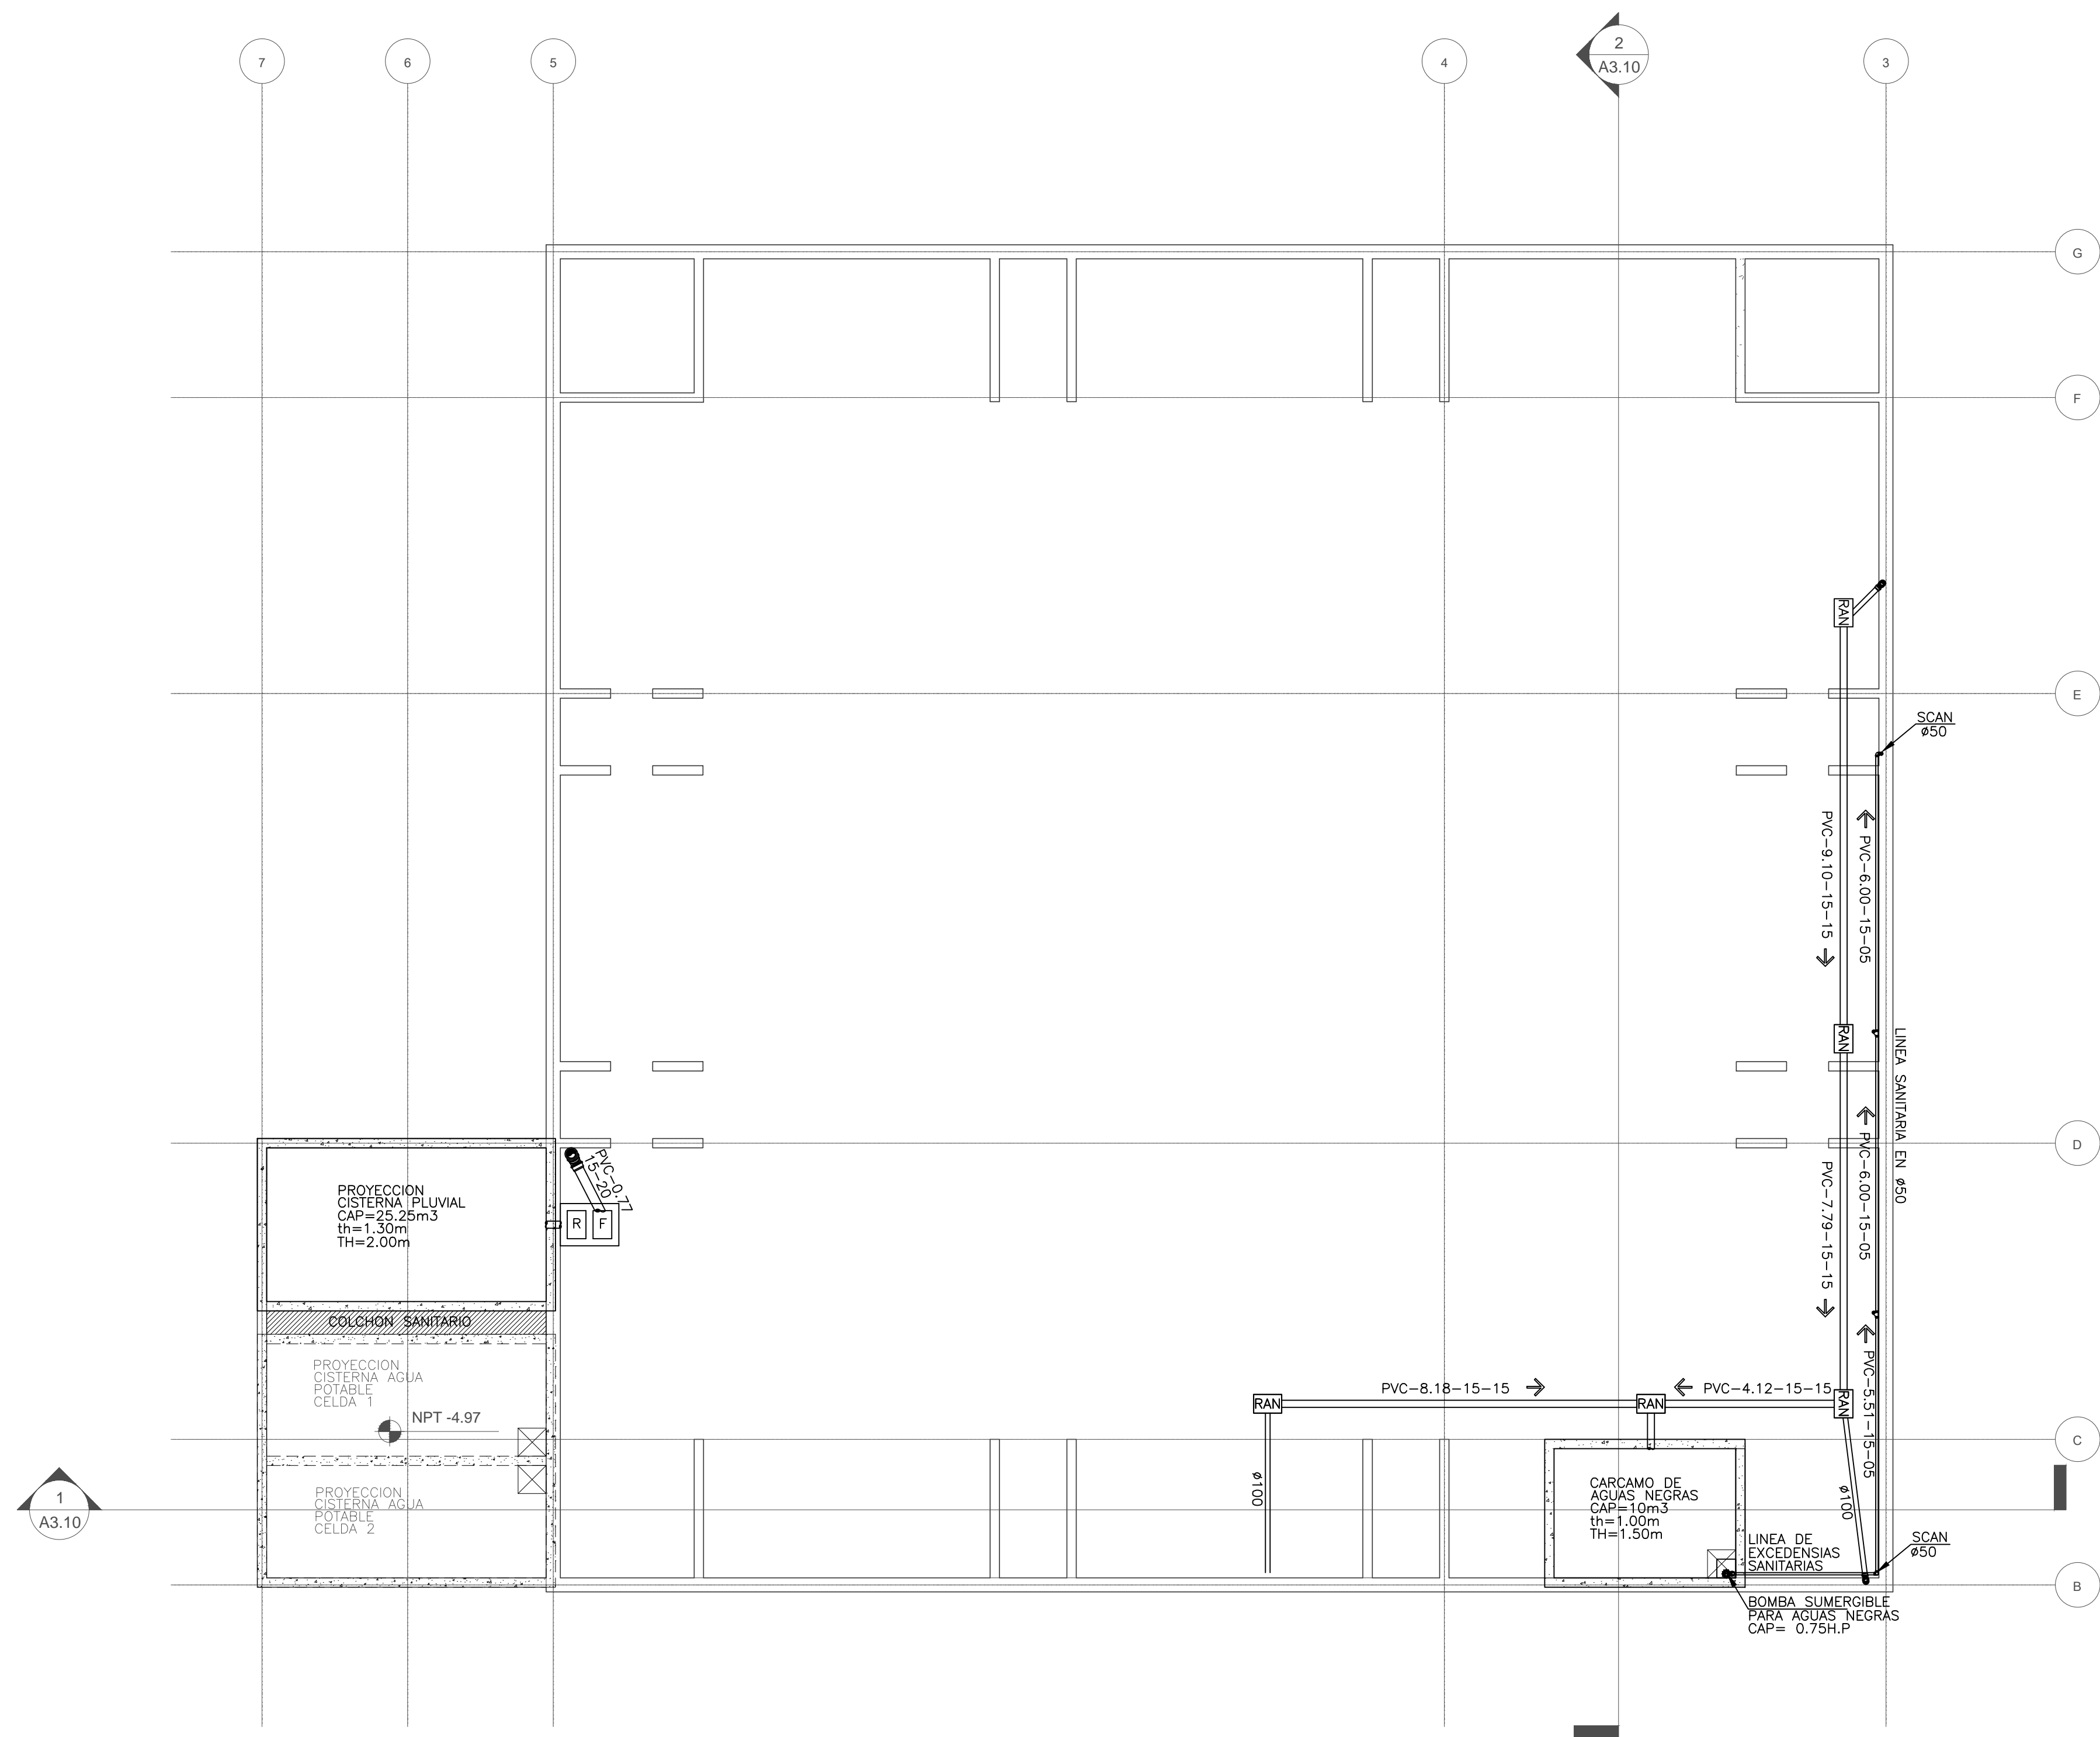 7
6
5
4
2
A3.10
3
G
F
RAN
E
SCAN
ø50
PVC-9.10-15-15
PVC-6.00-15-05
RAN
LINEA SANITARIA EN ø50
D
PVC-0.77
15-20
PROYECCION
CISTERNA PLUVIAL
CAP=25.25m3
th=1.30m
TH=2.00m
R
F
PVC-6.00-15-05
PVC-7.79-15-15
COLCHON SANITARIO
PROYECCION
CISTERNA AGUA
POTABLE
CELDA 1
NPT -4.97
PVC-8.18-15-15
PVC-4.12-15-15
PVC-5.51-15-05
RAN
RAN
RAN
C
ø100
ø100
1
A3.10
PROYECCION
CISTERNA AGUA
POTABLE
CELDA 2
CARCAMO DE
AGUAS NEGRAS
CAP=10m3
th=1.00m
TH=1.50m
LINEA DE
EXCEDENSIAS
SANITARIAS
SCAN
ø50
B
BOMBA SUMERGIBLE
PARA AGUAS NEGRAS
CAP= 0.75H.P